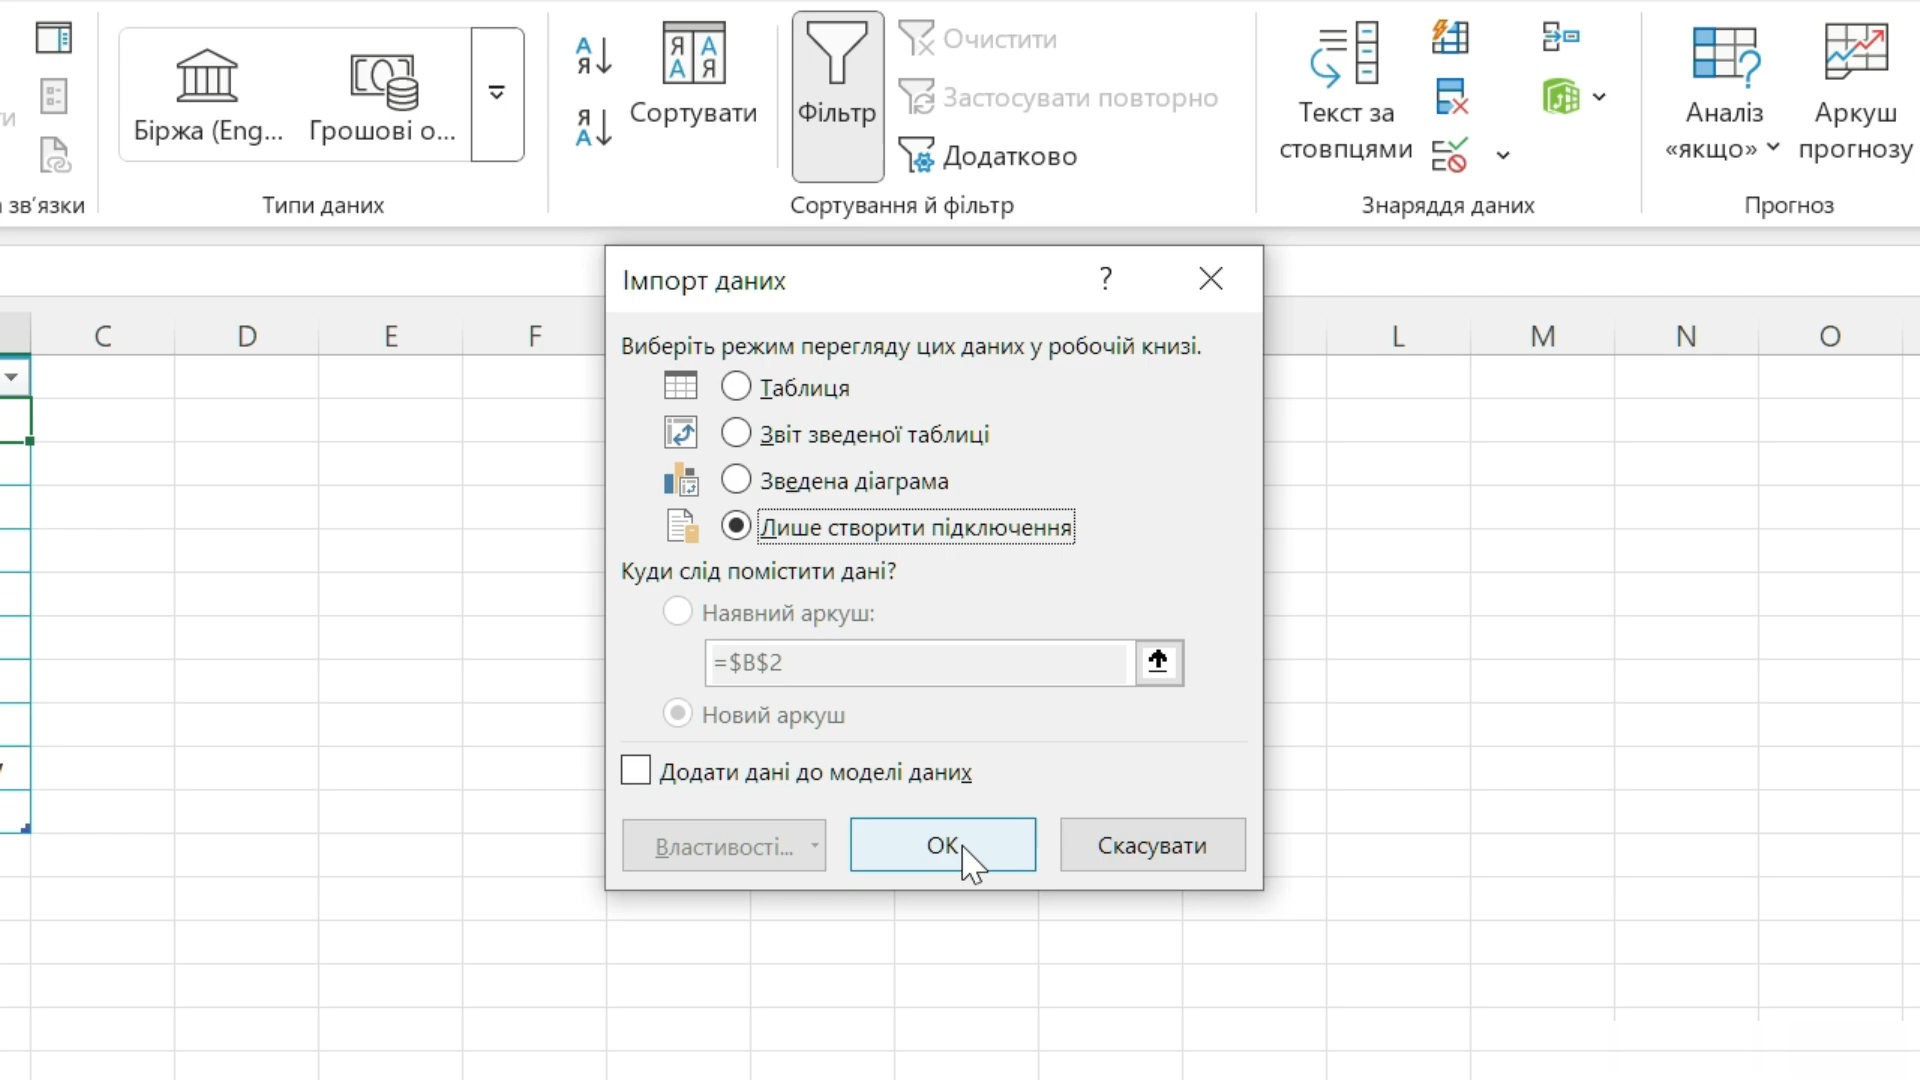 Біржа (Eng...
Грошові о...
Типи даних
зв'язки
Сортувати
Фільтр
Очистити
Застосувати повторно
Додатково
Сортування й фільтр
Текст за
стовпцями
Знаряддя даних
Аналіз
«якщо»
Аркуш
прогнозу
Прогноз
C D E F L M N O
Імпорт даних ?
Виберіть режим перегляду цих даних у робочій книзі.
Таблиця
Звіт зведеної таблиці
Зведена діаграма
Лише створити підключення
Куди слід помістити дані?
Наявний аркуш:
=$B$2
Новий аркуш
Додати дані до моделі даних
Властивості... OK Скасувати